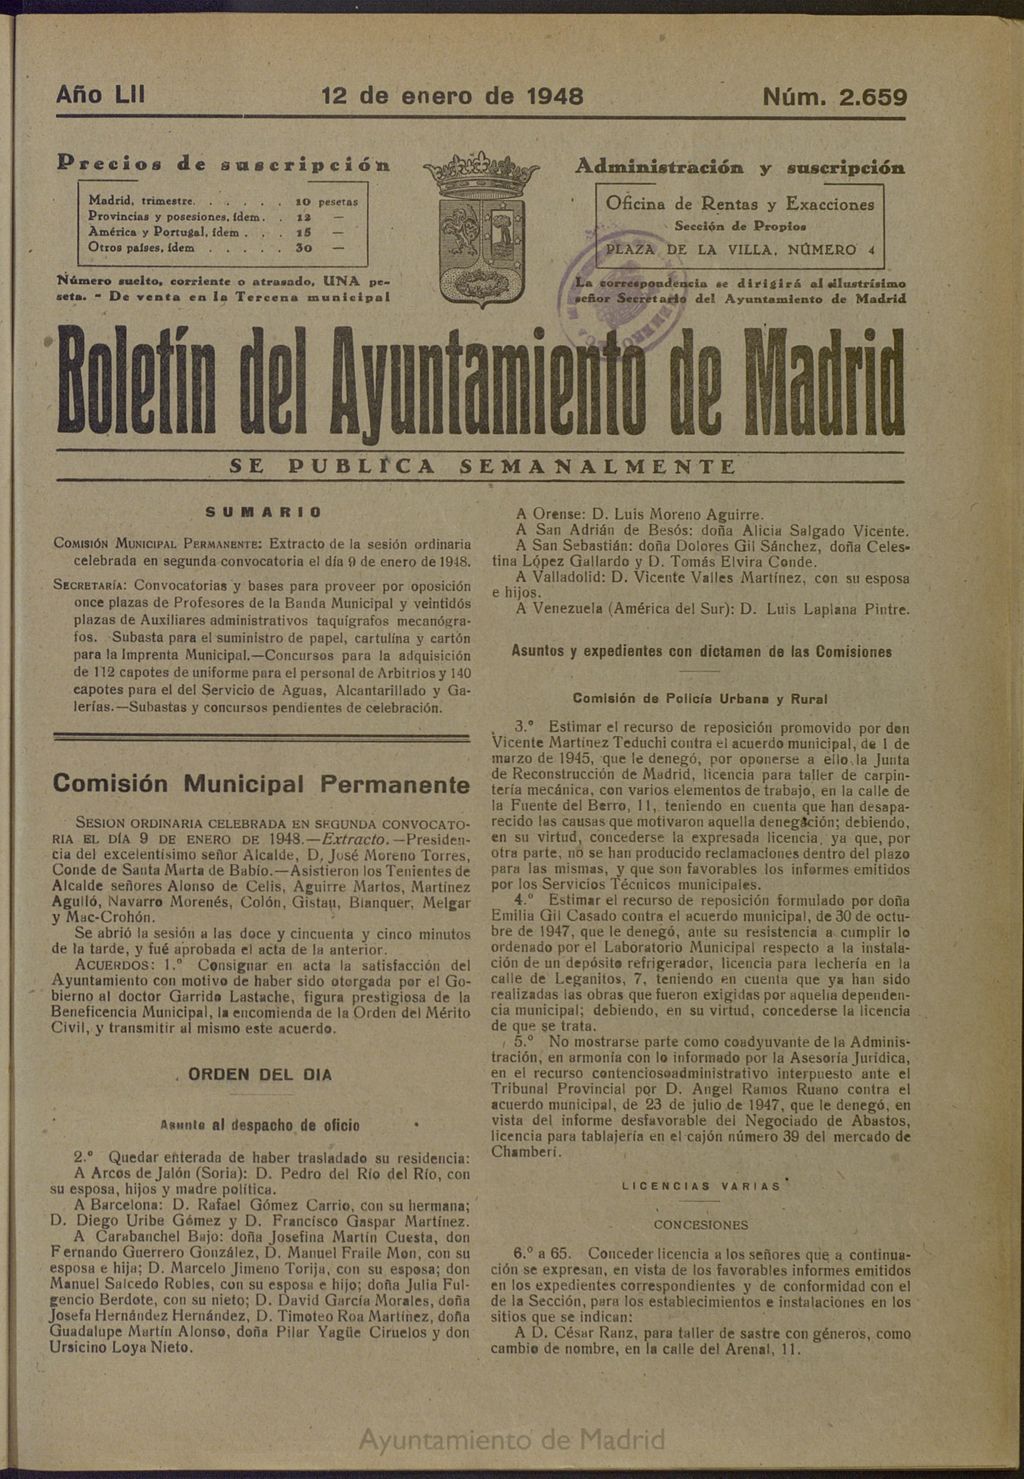 Año LII 12 de enero de 1948 Núm. 2.659
Precios de suscripción
Madrid, trimestre. . . . . . 10 pesetas
Provincias y posesiones, ídem. . 12 —
América y Portugal, ídem . . . 15 —
Otros países, ídem . . . . . 30 —
Número suelto, corriente o atrasado, UNA pe-
seta. - De venta en la Tercena municipal
Administración y suscripción
Oficina de Rentas y Exacciones
Sección de Propios
PLAZA DE LA VILLA, NÚMERO 4
La correspondencia se dirigirá al ilustrísimo
señor Secretario del Ayuntamiento de Madrid
Boletín del Ayuntamiento de Madrid
SE PUBLICA SEMANALMENTE
SUMARIO
COMISIÓN MUNICIPAL PERMANENTE: Extracto de la sesión ordinaria
celebrada en segunda convocatoria el día 9 de enero de 1948.
SECRETARÍA: Convocatorias y bases para proveer por oposición
once plazas de Profesores de la Banda Municipal y veintidós
plazas de Auxiliares administrativos taquígrafos mecanógra-
fos. Subasta para el suministro de papel, cartulina y cartón
para la Imprenta Municipal.—Concursos para la adquisición
de 112 capotes de uniforme para el personal de Arbitrios y 140
capotes para el del Servicio de Aguas, Alcantarillado y Ga-
lerías.—Subastas y concursos pendientes de celebración.
Comisión Municipal Permanente
SESION ORDINARIA CELEBRADA EN SEGUNDA CONVOCATO-
RIA EL DÍA 9 DE ENERO DE 1948.—Extracto.—Presiden-
cia del excelentísimo señor Alcalde, D. José Moreno Torres,
Conde de Santa Marta de Babío.—Asistieron los Tenientes de
Alcalde señores Alonso de Celis, Aguirre Martos, Martínez
Agulló, Navarro Morenés, Colón, Gistau, Blanquer, Melgar
y Mac-Crohón.
Se abrió la sesión a las doce y cincuenta y cinco minutos
de la tarde, y fué aprobada el acta de la anterior.
ACUERDOS: 1.º Consignar en acta la satisfacción del
Ayuntamiento con motivo de haber sido otorgada por el Go-
bierno al doctor Garrido Lastache, figura prestigiosa de la
Beneficencia Municipal, la encomienda de la Orden del Mérito
Civil, y transmitir al mismo este acuerdo.
ORDEN DEL DIA
Asunto al despacho de oficio
2.º Quedar enterada de haber trasladado su residencia:
A Arcos de Jalón (Soria): D. Pedro del Río del Río, con
su esposa, hijos y madre política.
A Barcelona: D. Rafael Gómez Carrio, con su hermana;
D. Diego Uribe Gómez y D. Francisco Gaspar Martínez.
A Carabanchel Bajo: doña Josefina Martín Cuesta, don
Fernando Guerrero González, D. Manuel Fraile Mon, con su
esposa e hija; D. Marcelo Jimeno Torija, con su esposa; don
Manuel Salcedo Robles, con su esposa e hijo; doña Julia Ful-
gencio Berdote, con su nieto; D. David García Morales, doña
Josefa Hernández Hernández, D. Timoteo Roa Martínez, doña
Guadalupe Martín Alonso, doña Pilar Yagüe Ciruelos y don
Ursicino Loya Nieto.
A Orense: D. Luis Moreno Aguirre.
A San Adrián de Besós: doña Alicia Salgado Vicente.
A San Sebastián: doña Dolores Gil Sánchez, doña Celes-
tina López Gallardo y D. Tomás Elvira Conde.
A Valladolid: D. Vicente Valles Martínez, con su esposa
e hijos.
A Venezuela (América del Sur): D. Luis Laplana Pintre.
Asuntos y expedientes con dictamen de las Comisiones
Comisión de Policía Urbana y Rural
3.º Estimar el recurso de reposición promovido por don
Vicente Martínez Teduchi contra el acuerdo municipal, de 1 de
marzo de 1945, que le denegó, por oponerse a ello la Junta
de Reconstrucción de Madrid, licencia para taller de carpin-
tería mecánica, con varios elementos de trabajo, en la calle de
la Fuente del Berro, 11, teniendo en cuenta que han desapa-
recido las causas que motivaron aquella denegación; debiendo,
en su virtud, concederse la expresada licencia, ya que, por
otra parte, no se han producido reclamaciones dentro del plazo
para las mismas, y que son favorables los informes emitidos
por los Servicios Técnicos municipales.
4.º Estimar el recurso de reposición formulado por doña
Emilia Gil Casado contra el acuerdo municipal, de 30 de octu-
bre de 1947, que le denegó, ante su resistencia a cumplir lo
ordenado por el Laboratorio Municipal respecto a la instala-
ción de un depósito refrigerador, licencia para lechería en la
calle de Leganitos, 7, teniendo en cuenta que ya han sido
realizadas las obras que fueron exigidas por aquella dependen-
cia municipal; debiendo, en su virtud, concederse la licencia
de que se trata.
5.º No mostrarse parte como coadyuvante de la Adminis-
tración, en armonía con lo informado por la Asesoría Jurídica,
en el recurso contenciosoadministrativo interpuesto ante el
Tribunal Provincial por D. Angel Ramos Ruano contra el
acuerdo municipal, de 23 de julio de 1947, que le denegó, en
vista del informe desfavorable del Negociado de Abastos,
licencia para tablajería en el cajón número 39 del mercado de
Chamberí.
LICENCIAS VARIAS
CONCESIONES
6.º a 65. Conceder licencia a los señores que a continua-
ción se expresan, en vista de los favorables informes emitidos
en los expedientes correspondientes y de conformidad con el
de la Sección, para los establecimientos e instalaciones en los
sitios que se indican:
A D. César Ranz, para taller de sastre con géneros, como
cambio de nombre, en la calle del Arenal, 11.
Ayuntamiento de Madrid